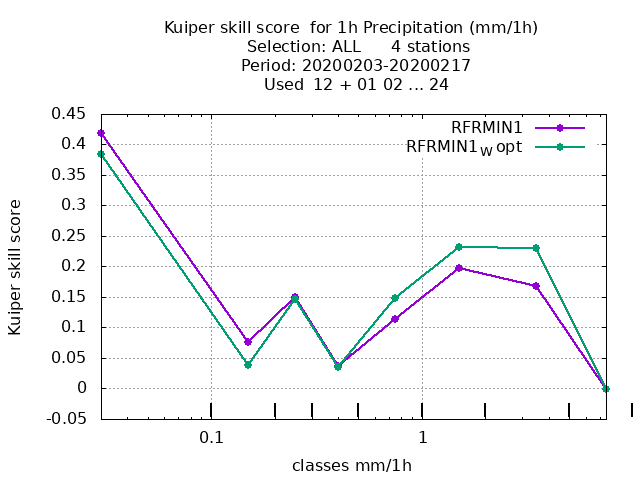 Kuiper skill score  for 1h Precipitation (mm/1h)
Selection: ALL      4 stations
Period: 20200203-20200217
Used  12 + 01 02 ... 24
RFRMIN1
RFRMIN1W opt
Kuiper skill score
0.45
0.4
0.35
0.3
0.25
0.2
0.15
0.1
0.05
0
-0.05
0.1 1
classes mm/1h